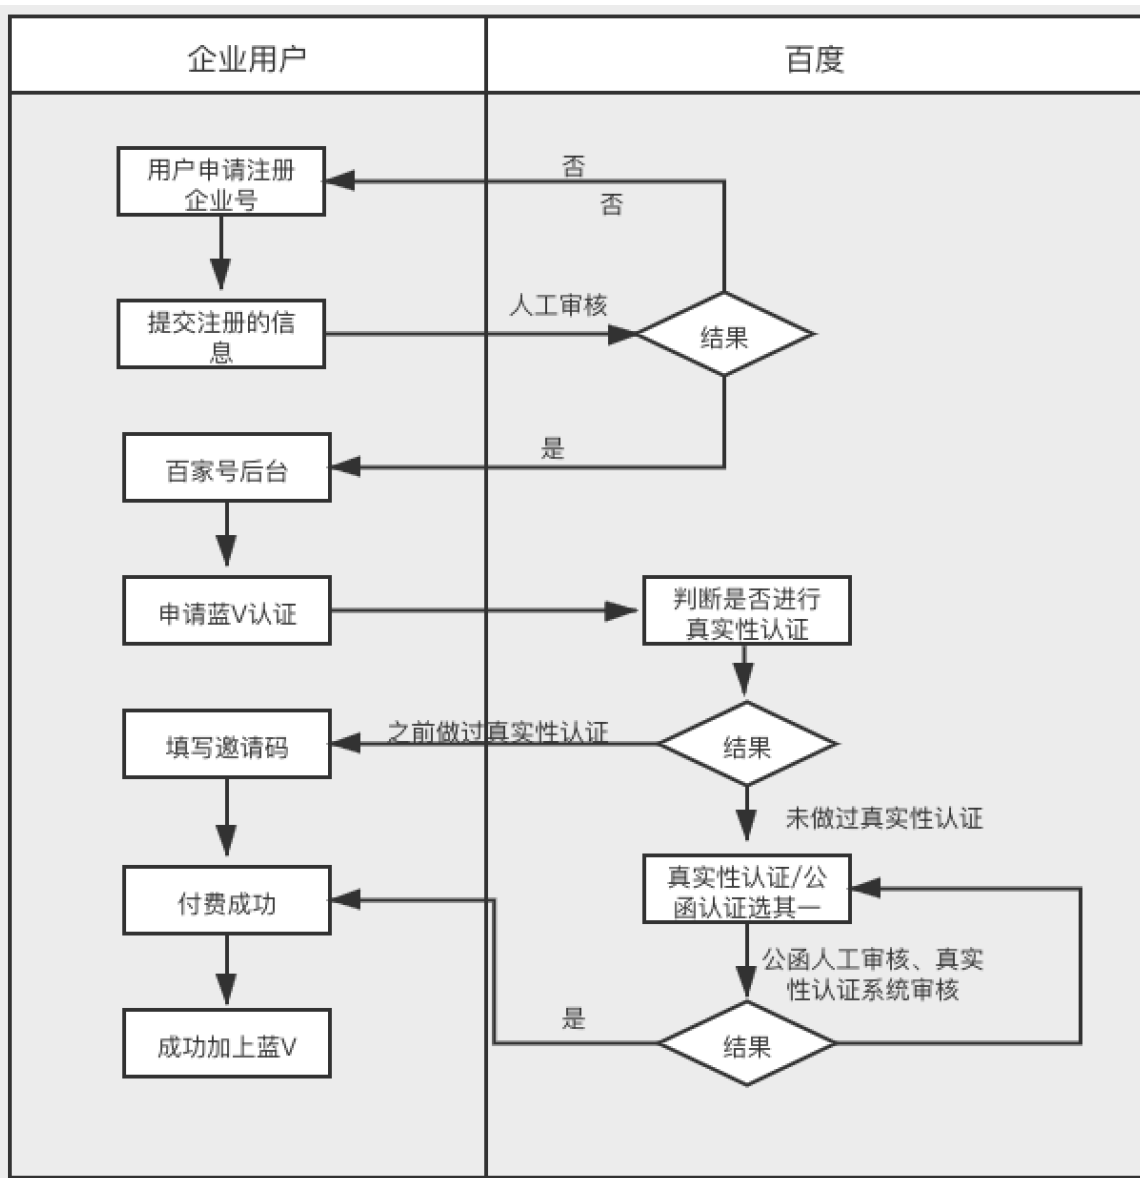 企业用户
百度
用户申请注册
企业号
否
否
提交注册的信
息
人工审核
结果
百家号后台
是
申请蓝V认证
判断是否进行
真实性认证
填写邀请码
之前做过真实性认证
结果
未做过真实性认证
付费成功
真实性认证/公
函认证选其一
公函人工审核、真实
性认证系统审核
成功加上蓝V
是
结果